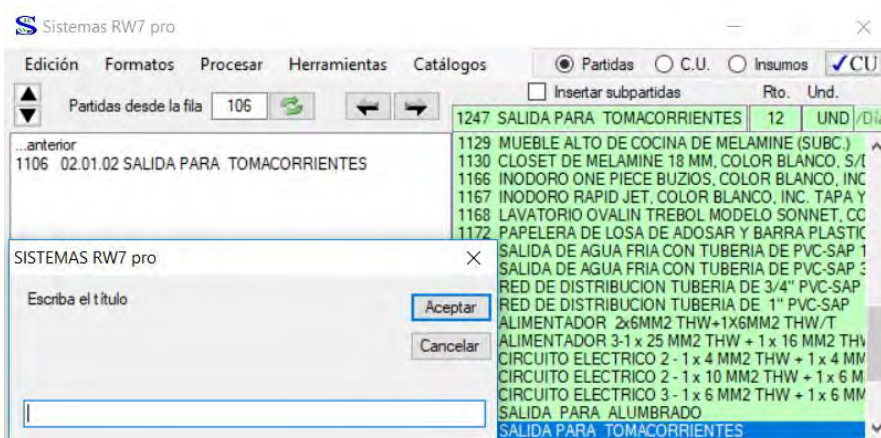 Sistemas RW7 pro
Edición Formatos Procesar Herramientas Catálogos Partidas C.U. Insumos CU
Insertar subpartidas Rto. Und.
Partidas desde la fila 106
1247 SALIDA PARA TOMACORRIENTES 12 UND /Día
...anterior
1106 02.01.02 SALIDA PARA TOMACORRIENTES
1129 MUEBLE ALTO DE COCINA DE MELAMINE (SUBC.)
1130 CLOSET DE MELAMINE 18 MM, COLOR BLANCO, S/
1166 INODORO ONE PIECE BUZIOS, COLOR BLANCO, INC
1167 INODORO RAPID JET, COLOR BLANCO, INC. TAPA Y
1168 LAVATORIO OVALIN TREBOL MODELO SONNET, CO
1172 PAPELERA DE LOSA DE ADOSAR Y BARRA PLASTIC
SALIDA DE AGUA FRIA CON TUBERIA DE PVC-SAP 1
SALIDA DE AGUA FRIA CON TUBERIA DE PVC-SAP 3
RED DE DISTRIBUCION TUBERIA DE 3/4" PVC-SAP
RED DE DISTRIBUCION TUBERIA DE 1" PVC-SAP
ALIMENTADOR 2x6MM2 THW+1X6MM2 THW/T
ALIMENTADOR 3-1 x 25 MM2 THW + 1 x 16 MM2 THW
CIRCUITO ELECTRICO 2 - 1 x 4 MM2 THW + 1 x 4 MM
CIRCUITO ELECTRICO 2 - 1 x 10 MM2 THW + 1 x 6 M
CIRCUITO ELECTRICO 3 - 1 x 6 MM2 THW + 1 x 6 MM
SALIDA PARA ALUMBRADO
SALIDA PARA TOMACORRIENTES
SISTEMAS RW7 pro
Escriba el título
Aceptar
Cancelar